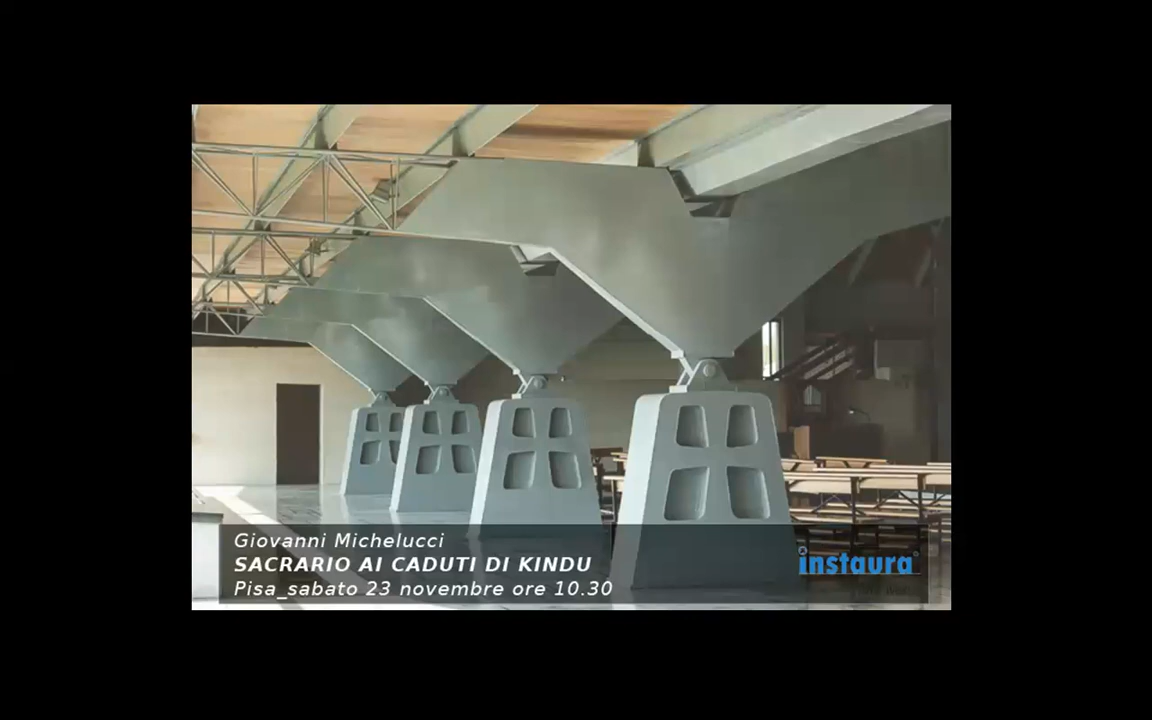 Giovanni Michelucci
SACRARIO AI CADUTI DI KINDU
Pisa_sabato 23 novembre ore 10.30
instaura